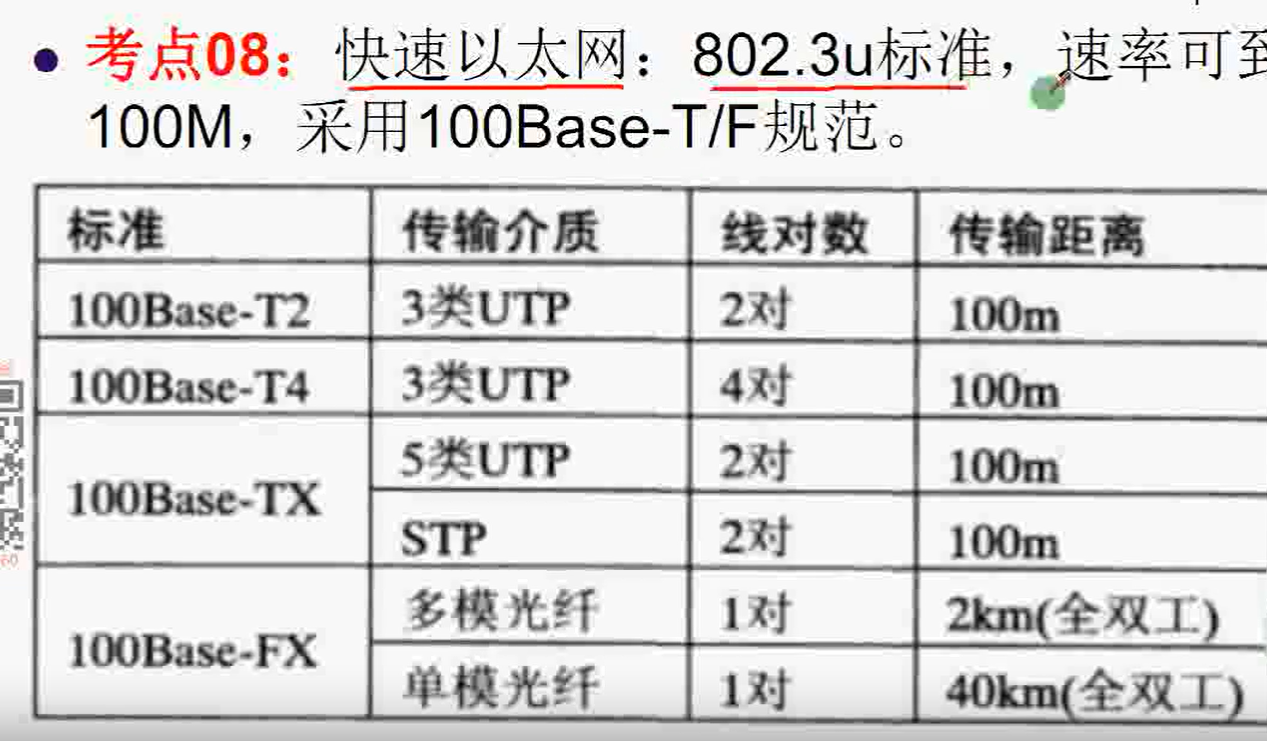 • 考点08：快速以太网：802.3u标准，速率可到
100M，采用100Base-T/F规范。
标准 传输介质 线对数 传输距离
100Base-T2 3类UTP 2对 100m
100Base-T4 3类UTP 4对 100m
100Base-TX 5类UTP 2对 100m
STP 2对 100m
100Base-FX 多模光纤 1对 2km(全双工)
单模光纤 1对 40km(全双工)